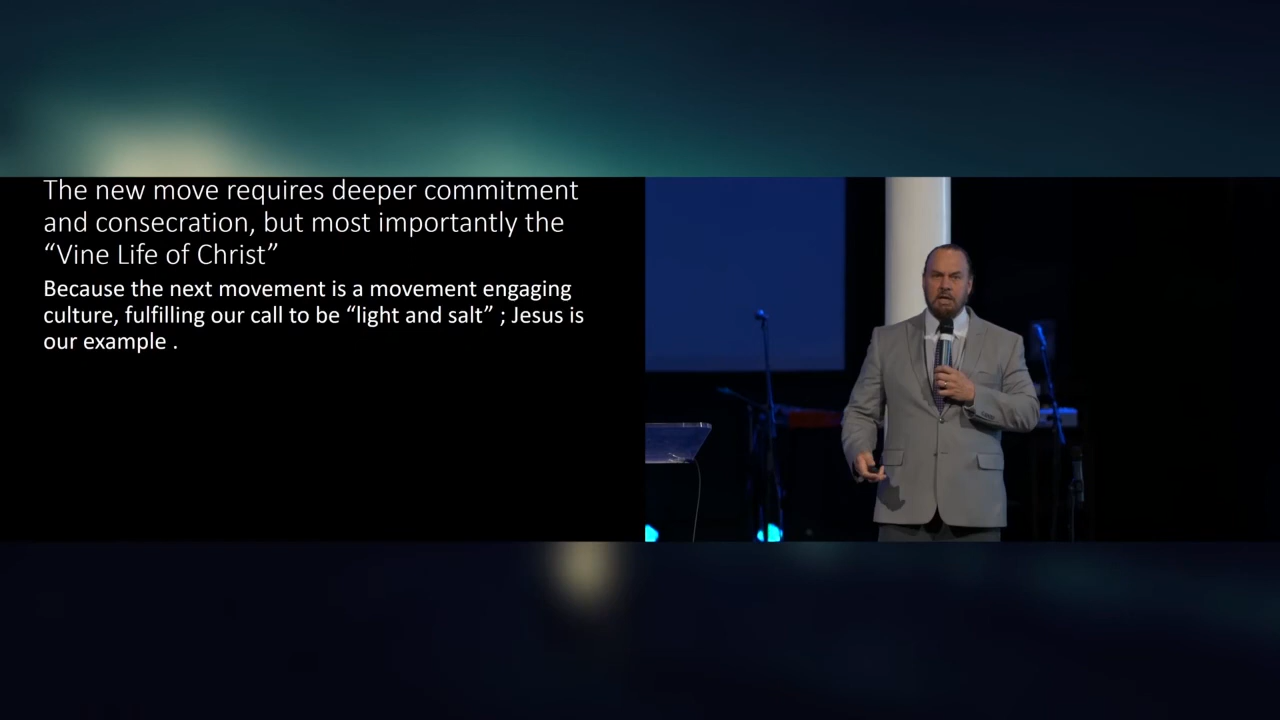 The new move requires deeper commitment
and consecration, but most importantly the
“Vine Life of Christ”
Because the next movement is a movement engaging
culture, fulfilling our call to be “light and salt” ; Jesus is
our example .